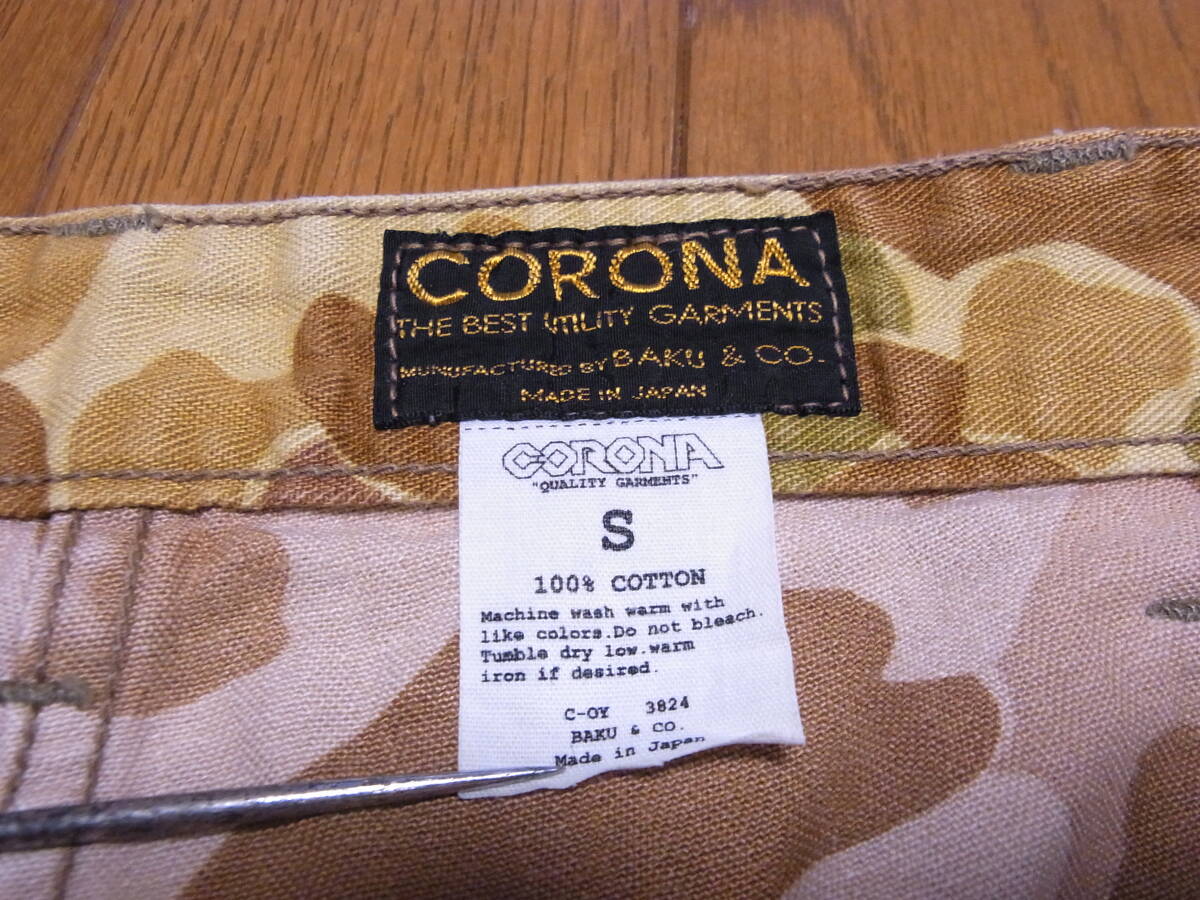 CORONA
THE BEST UTILITY GARMENTS
MUNUFACTURED BY BAKU & CO.
MADE IN JAPAN
CORONA
"QUALITY GARMENTS"
S
100% COTTON
Machine wash warm with
like colors.Do not bleach.
Tumble dry low.warm
iron if desired.
C-OY 3824
BAKU & CO.
Made in Japan